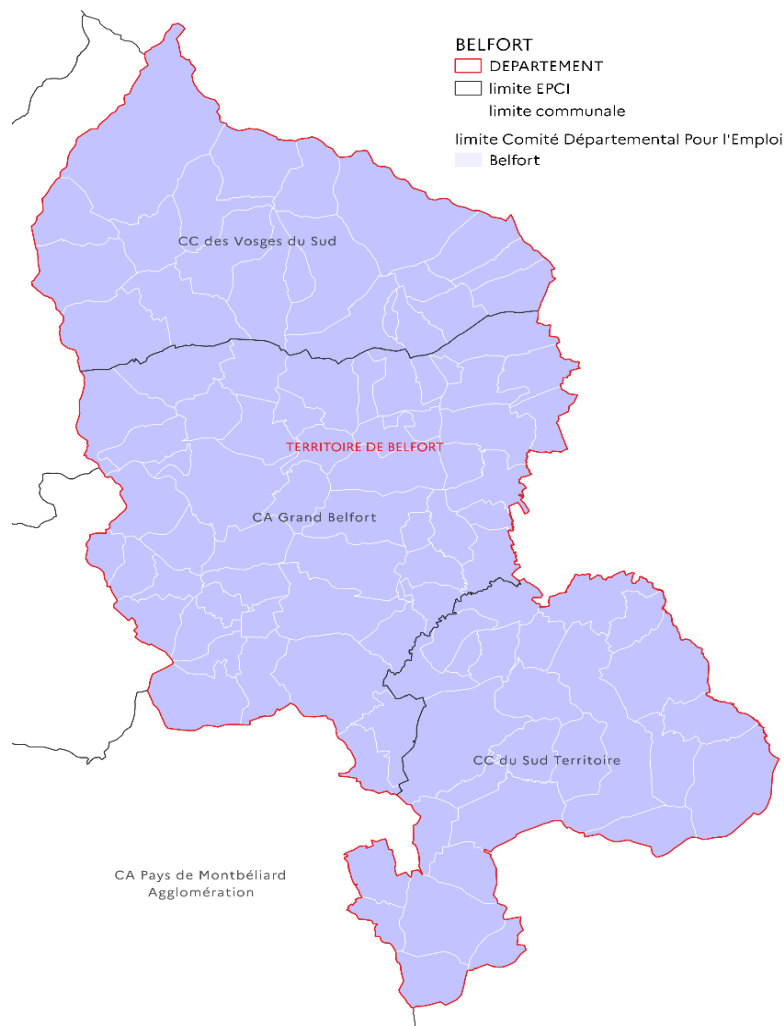 BELFORT
DEPARTEMENT
limite EPCI
limite communale
limite Comité Départemental Pour l'Emploi
Belfort
CC des Vosges du Sud
TERRITOIRE DE BELFORT
CA Grand Belfort
CC du Sud Territoire
CA Pays de Montbéliard
Agglomération